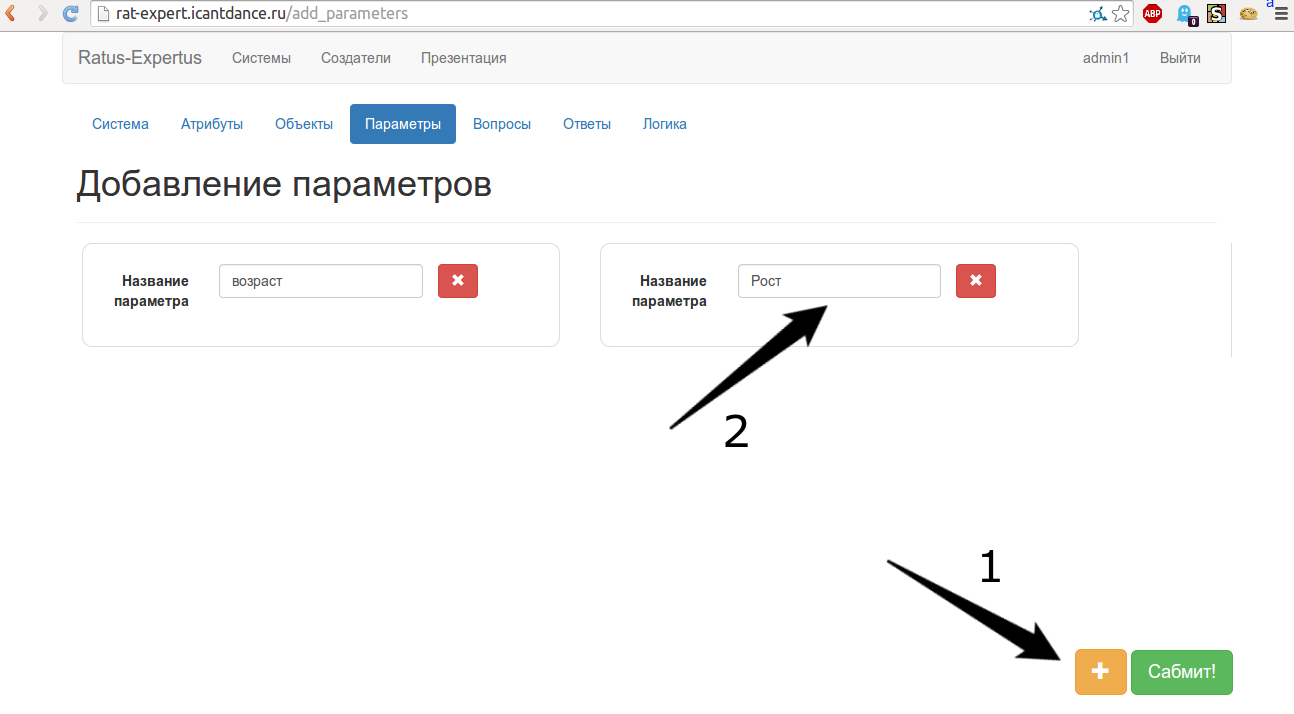 rat-expert.icantdance.ru/add_parameters
ABP
0
S
a
Ratus-Expertus Системы Создатели Презентация admin1 Выйти
Система Атрибуты Объекты Параметры Вопросы Ответы Логика
Добавление параметров
Название
параметра
возраст
Название
параметра
Рост
2
1
Сабмит!